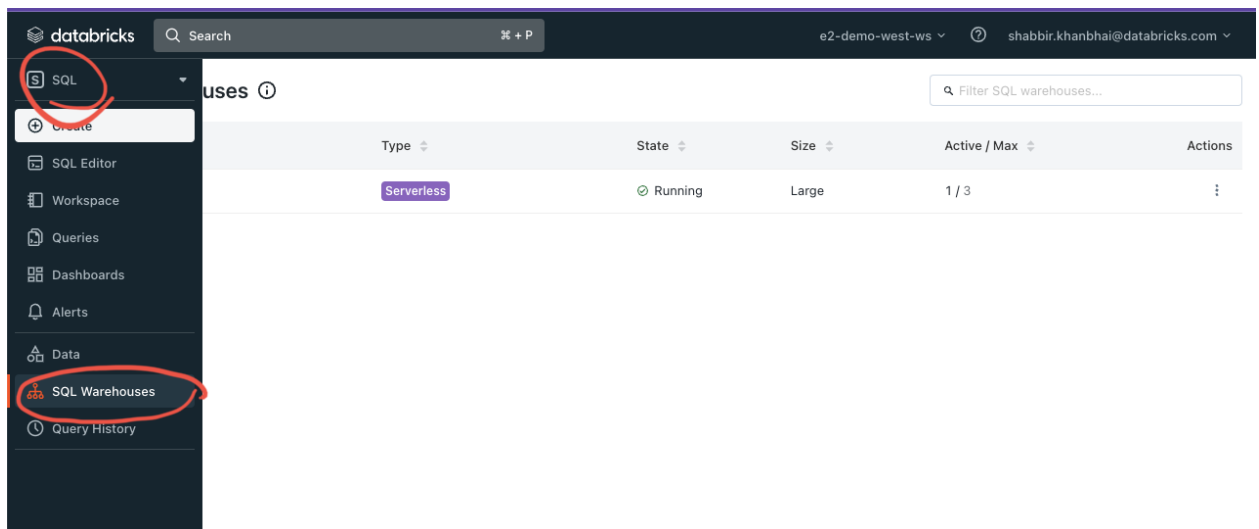 databricks
Search
⌘ + P
e2-demo-west-ws
shabbir.khanbhai@databricks.com
S SQL
uses
Filter SQL warehouses...
Create
Type
State
Size
Active / Max
Actions
SQL Editor
Serverless
Running
Large
1 / 3
Workspace
Queries
Dashboards
Alerts
Data
SQL Warehouses
Query History